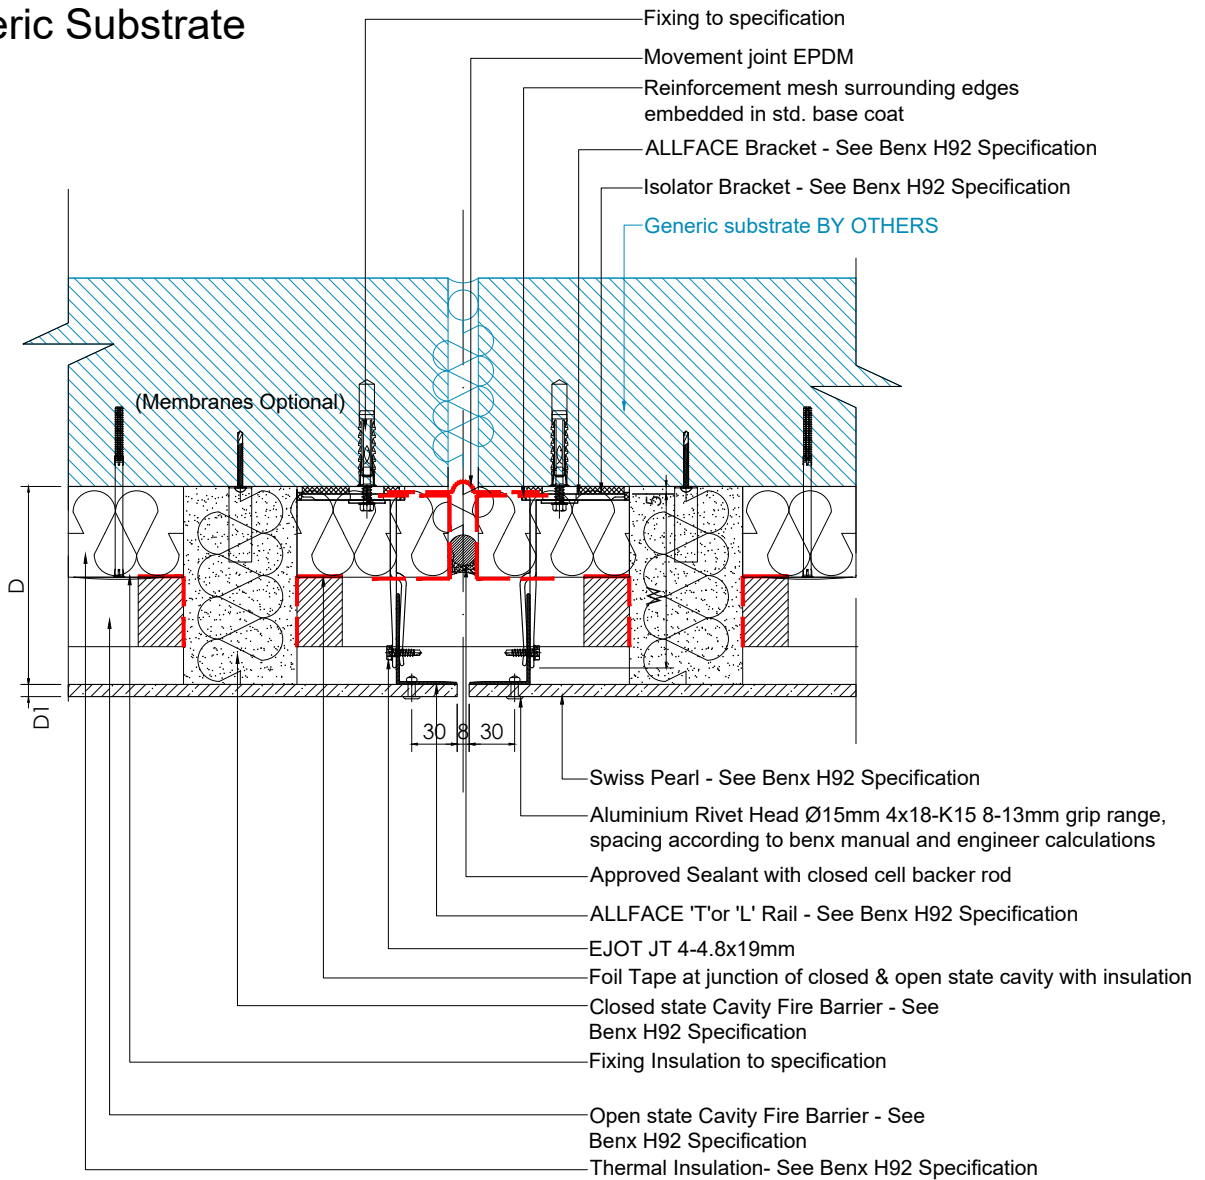 eric Substrate
Fixing to specification
Movement joint EPDM
Reinforcement mesh surrounding edges
embedded in std. base coat
ALLFACE Bracket - See Benx H92 Specification
Isolator Bracket - See Benx H92 Specification
Generic substrate BY OTHERS
(Membranes Optional)
5
W
D
D1
30 8 30
Swiss Pearl - See Benx H92 Specification
Aluminium Rivet Head Ø15mm 4x18-K15 8-13mm grip range,
spacing according to benx manual and engineer calculations
Approved Sealant with closed cell backer rod
ALLFACE 'T'or 'L' Rail - See Benx H92 Specification
EJOT JT 4-4.8x19mm
Foil Tape at junction of closed & open state cavity with insulation
Closed state Cavity Fire Barrier - See
Benx H92 Specification
Fixing Insulation to specification
Open state Cavity Fire Barrier - See
Benx H92 Specification
Thermal Insulation- See Benx H92 Specification